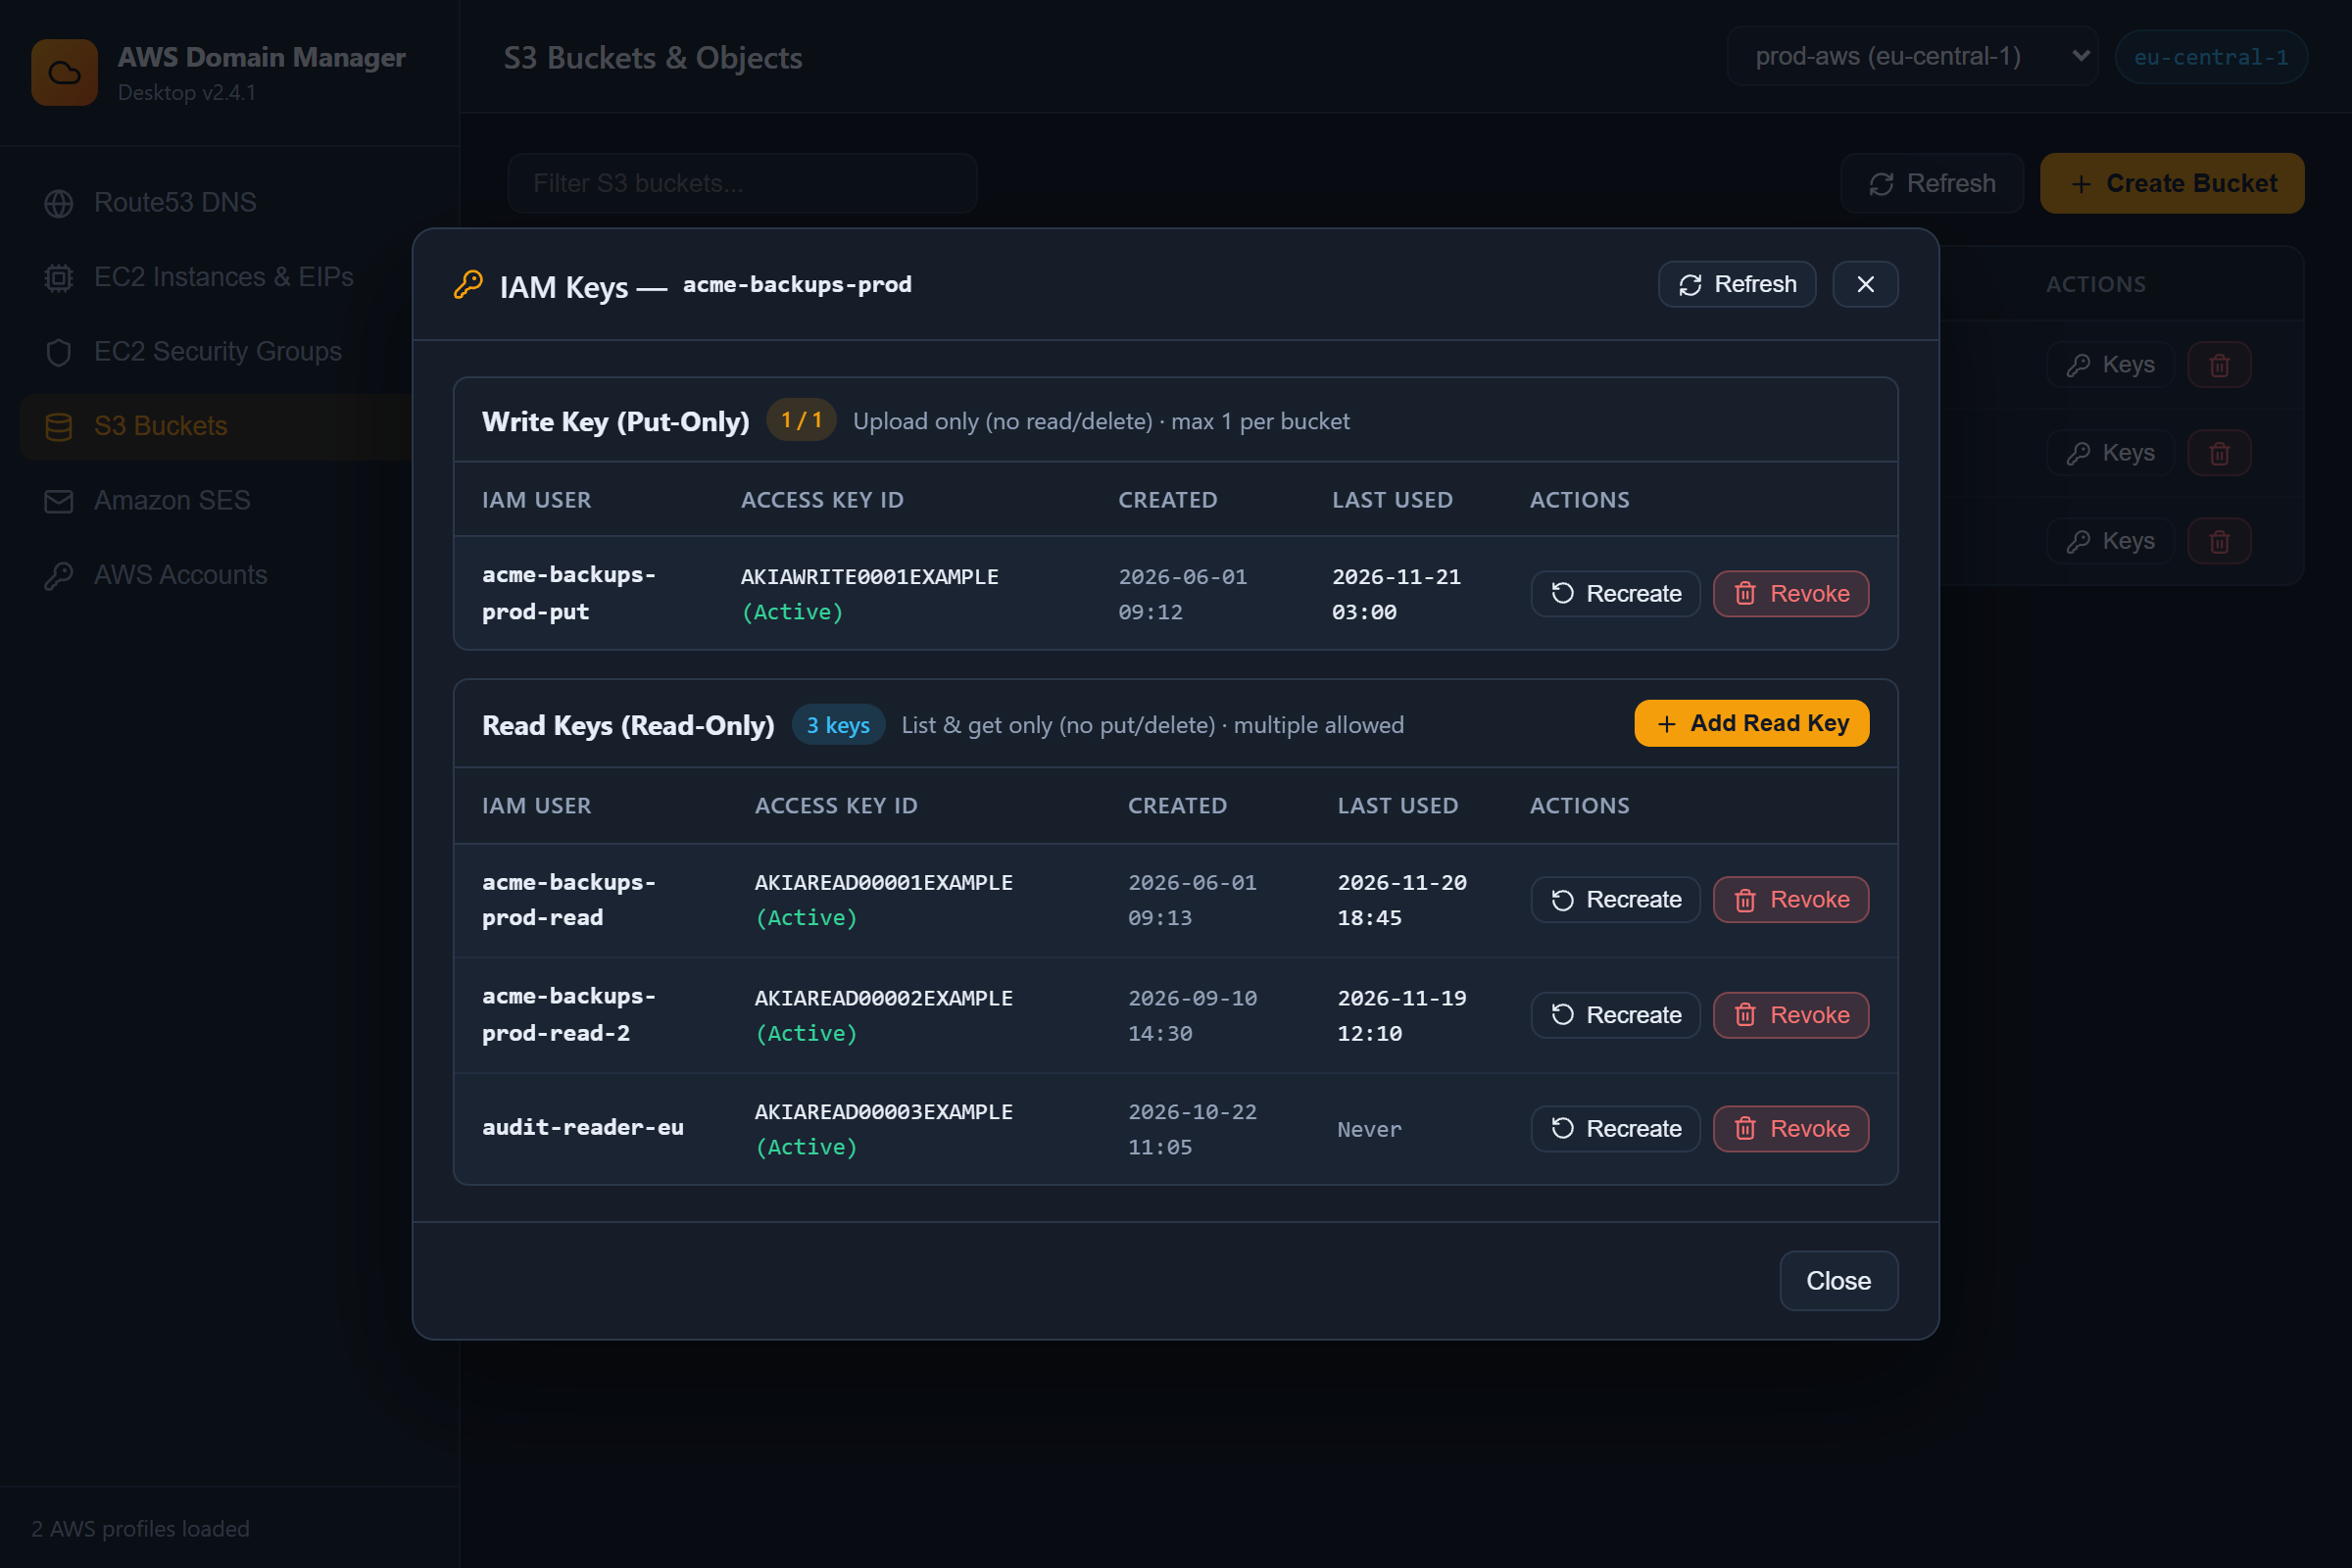 AWS Domain Manager
Desktop v2.4.1
S3 Buckets & Objects
prod-aws (eu-central-1)
eu-central-1
Route53 DNS
EC2 Instances & EIPs
EC2 Security Groups
S3 Buckets
Amazon SES
AWS Accounts
2 AWS profiles loaded
Filter S3 buckets...
Refresh
Create Bucket
ACTIONS
Keys
Keys
Keys
IAM Keys — acme-backups-prod
Refresh
Write Key (Put-Only) 1 / 1 Upload only (no read/delete) · max 1 per bucket
IAM USER ACCESS KEY ID CREATED LAST USED ACTIONS
acme-backups- AKIAWRITE0001EXAMPLE 2026-06-01 2026-11-21 Recreate Revoke
prod-put (Active) 09:12 03:00
Read Keys (Read-Only) 3 keys List & get only (no put/delete) · multiple allowed Add Read Key
IAM USER ACCESS KEY ID CREATED LAST USED ACTIONS
acme-backups- AKIAREAD00001EXAMPLE 2026-06-01 2026-11-20 Recreate Revoke
prod-read (Active) 09:13 18:45
acme-backups- AKIAREAD00002EXAMPLE 2026-09-10 2026-11-19 Recreate Revoke
prod-read-2 (Active) 14:30 12:10
audit-reader-eu AKIAREAD00003EXAMPLE 2026-10-22 Never Recreate Revoke
(Active) 11:05
Close